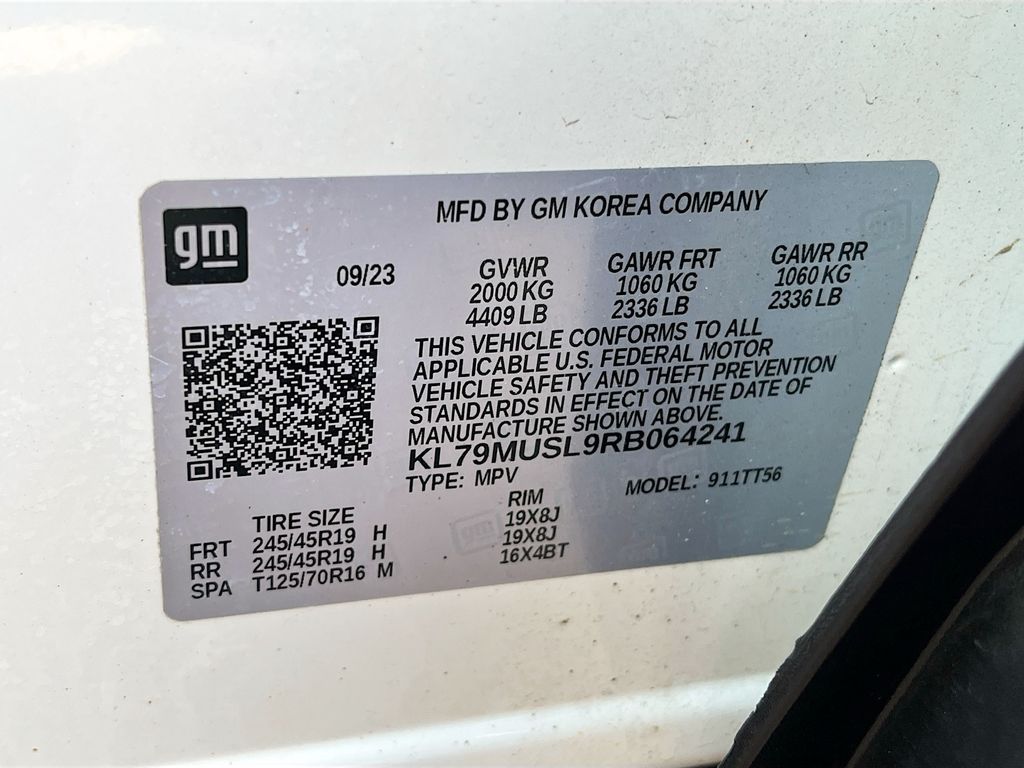 gm
MFD BY GM KOREA COMPANY
09/23
GVWR
2000 KG
4409 LB
GAWR FRT
1060 KG
2336 LB
GAWR RR
1060 KG
2336 LB
THIS VEHICLE CONFORMS TO ALL
APPLICABLE U.S. FEDERAL MOTOR
VEHICLE SAFETY AND THEFT PREVENTION
STANDARDS IN EFFECT ON THE DATE OF
MANUFACTURE SHOWN ABOVE.
KL79MUSL9RB064241
TYPE: MPV
MODEL: 911TT56
TIRE SIZE RIM
FRT 245/45R19 H 19X8J
RR 245/45R19 H 19X8J
SPA T125/70R16 M 16X4BT
gm